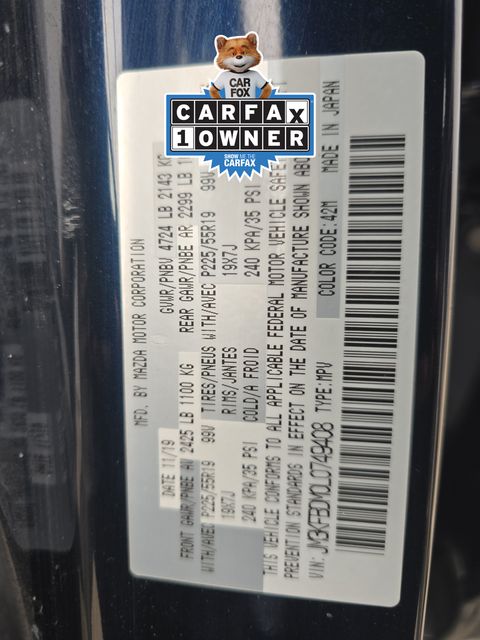 CAR
FOX
CARFAX
1 OWNER
SHOW ME THE
CARFAX
MFD. BY MAZDA MOTOR CORPORATION
DATE 11/19
GVWR/PNBV 4724 LB 2143 KG
FRONT GAWR/PNBE AV 2425 LB 1100 KG
REAR GAWR/PNBE AR 2299 LB
WITH/AVEC P225/55R19 99V TIRES/PNEUS WITH/AVEC P225/55R19 99V
19X7J RIMS/JANTES 19X7J
240 KPA/35 PSI COLD/A FROID 240 KPA/35 PSI
THIS VEHICLE CONFORMS TO ALL APPLICABLE FEDERAL MOTOR VEHICLE
PREVENTION STANDARDS IN EFFECT ON THE DATE OF MANUFACTURE SHOWN
VIN: JM3KFBDM0L0749408 TYPE:MPV
COLOR CODE:42M MADE IN JAPAN